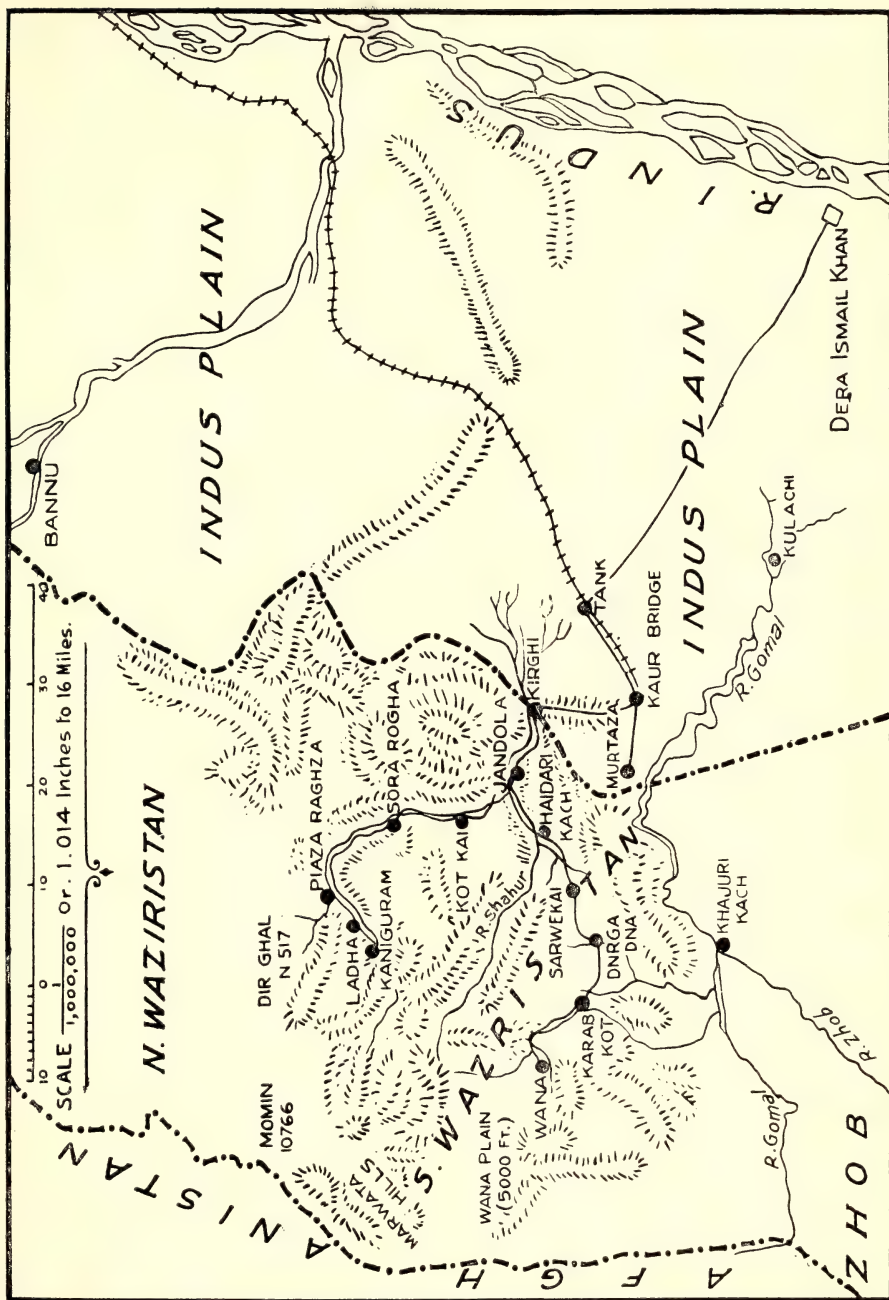 10 0 10 20 30 40
SCALE 1/1,000,000 Or. 1.014 Inches to 16 Miles.
BANNU
AFGHANISTAN
N. WAZIRISTAN
INDUS PLAIN
MOMIN
10766
DIR GHAL
N 517
PIAZA RAGHZA
LADHA
KANIGURAM
SORA ROGHA
MARWATA
HILLS
KOT KAI
R. Shahur
JANDOLA
KIRGHI
HAIDARI
KACH
S. WAZRISTAN
WANA PLAIN
(5000 FT.)
WANA
SARWEKAI
KARAB
KOT
DNRGA
DNA
TANK
MURTAZA
KAUR BRIDGE
R. INDUS
INDUS PLAIN
KHAJURI
KACH
R. Gomal
R. Gomal
R. Zhob
KULACHI
DERA ISMAIL KHAN
ZHOB